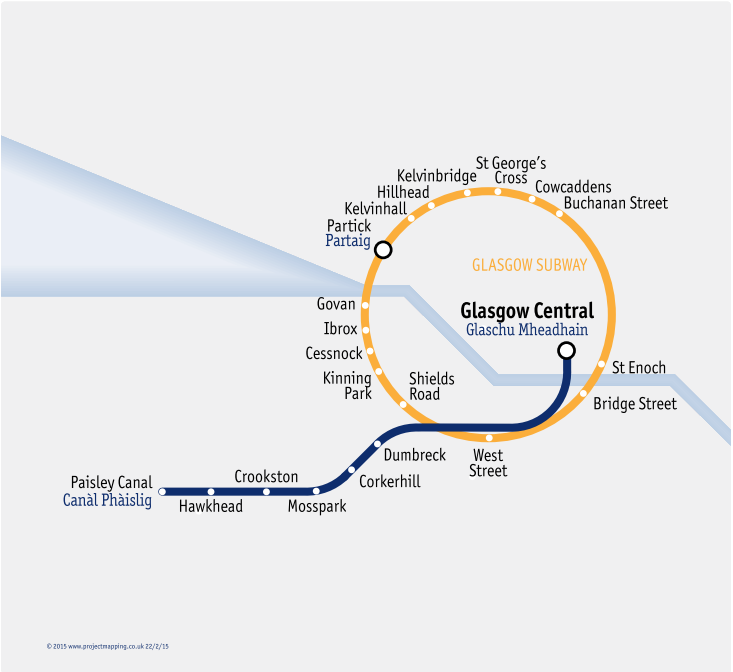 St George's
Cross
Kelvinbridge
Cowcaddens
Hillhead
Buchanan Street
Kelvinhall
Partick
Partaig
GLASGOW SUBWAY
Govan
Glasgow Central
Glaschu Mheadhain
Ibrox
Cessnock
St Enoch
Kinning
Park
Shields
Road
Bridge Street
Dumbreck
West
Street
Crookston
Corkerhill
Paisley Canal
Canàl Phàislig
Hawkhead
Mosspark
© 2015 www.projectmapping.co.uk 22/2/15